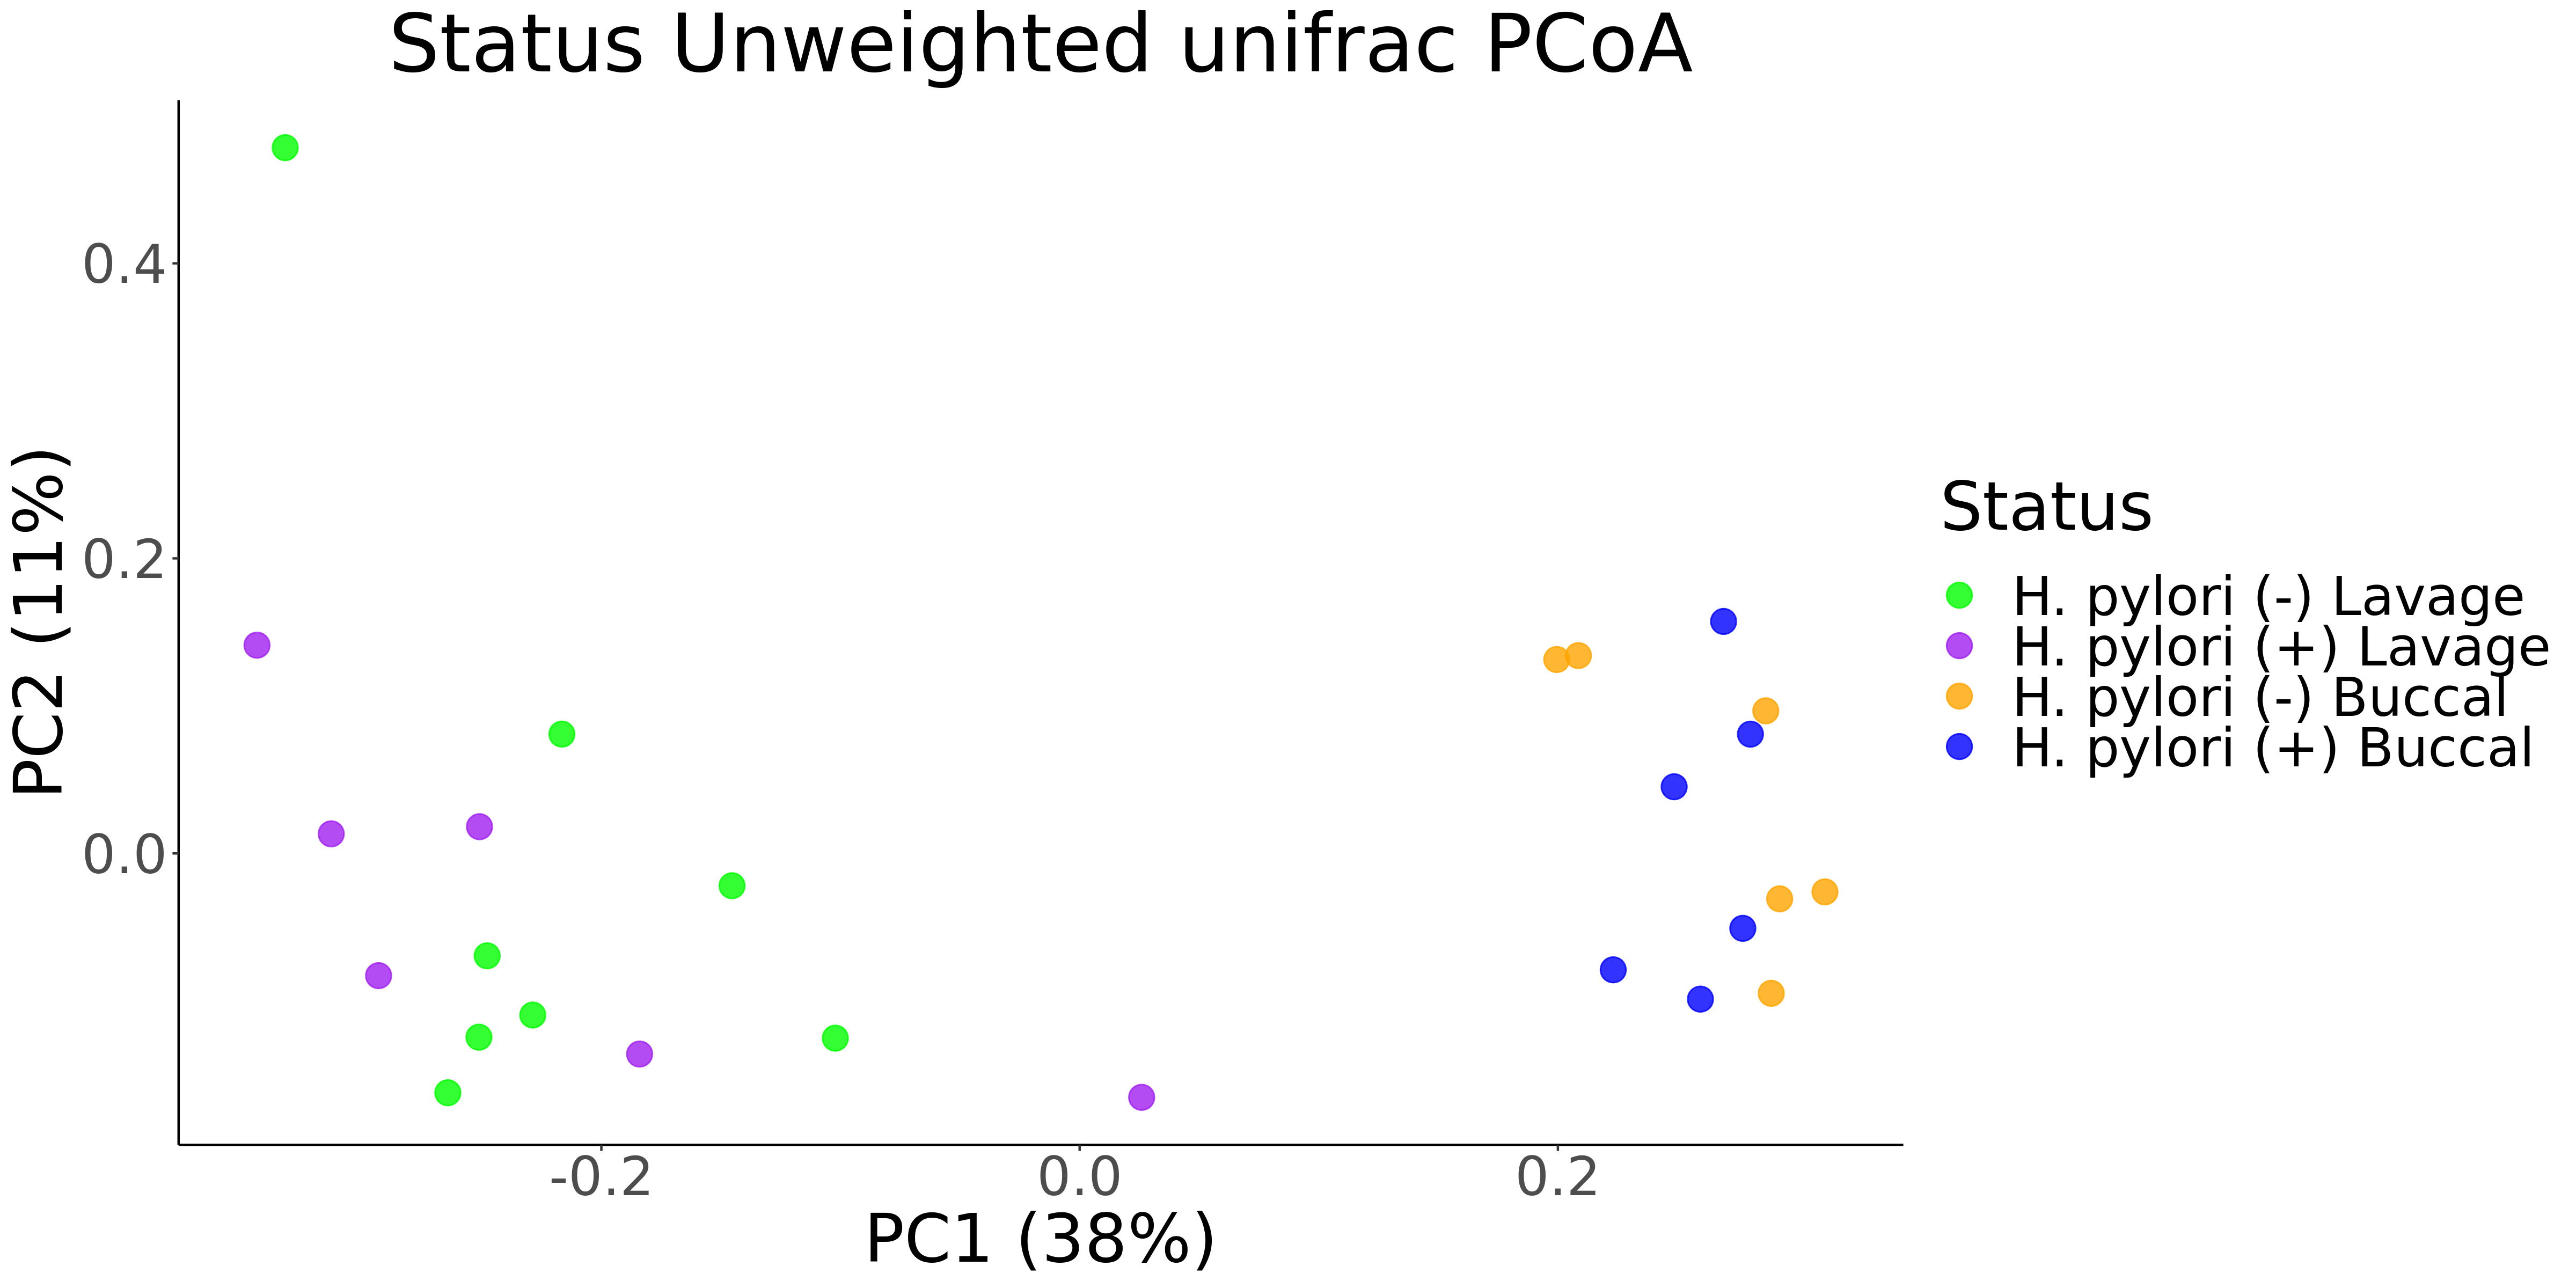 Status Unweighted unifrac PCoA
PC2 (11%)
0.4
0.2
0.0
-0.2 0.0 0.2
PC1 (38%)
Status
H. pylori (-) Lavage
H. pylori (+) Lavage
H. pylori (-) Buccal
H. pylori (+) Buccal